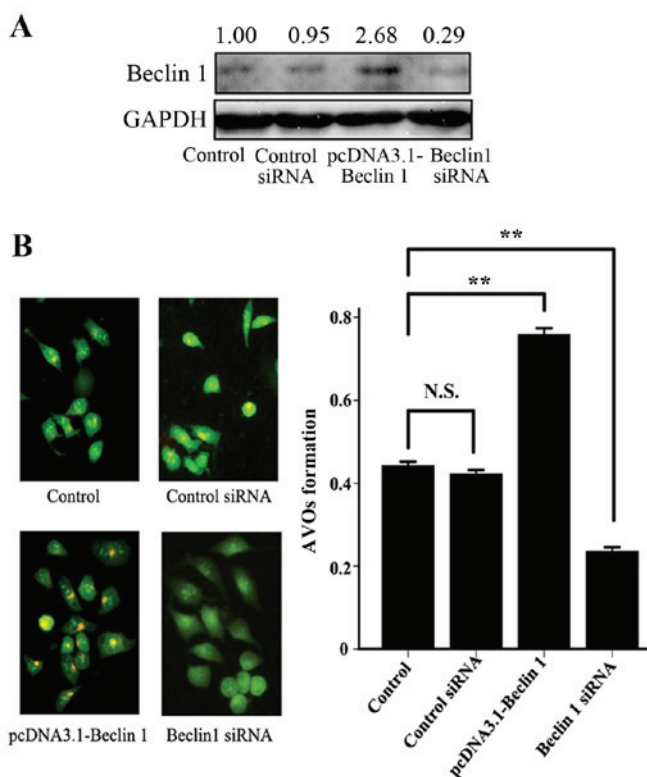 A
1.00 0.95 2.68 0.29
Beclin 1
GAPDH
Control Control siRNA pcDNA3.1-Beclin 1 Beclin1 siRNA
B
Control
Control siRNA
pcDNA3.1-Beclin 1
Beclin1 siRNA
**
**
N.S.
AVOs formation
0.8
0.6
0.4
0.2
0
Control
Control siRNA
pcDNA3.1-Beclin 1
Beclin 1 siRNA